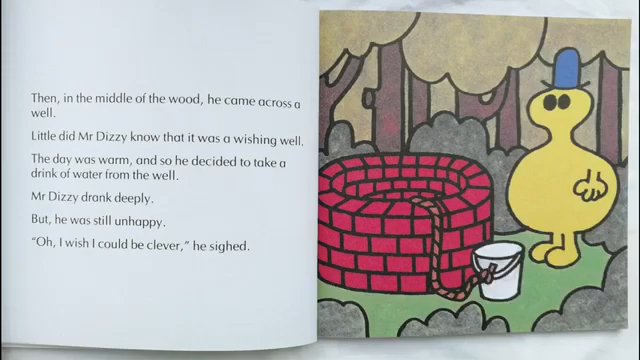 Then, in the middle of the wood, he came across a
well.
Little did Mr Dizzy know that it was a wishing well.
The day was warm, and so he decided to take a
drink of water from the well.
Mr Dizzy drank deeply.
But, he was still unhappy.
“Oh, I wish I could be clever,” he sighed.